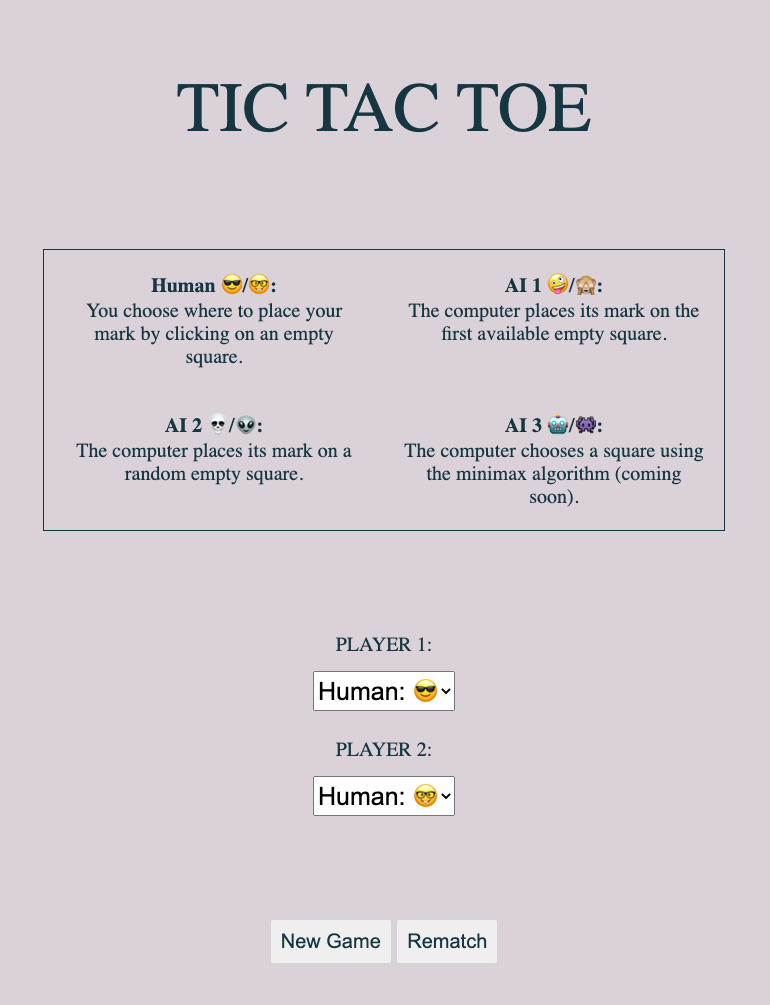 TIC TAC TOE
Human 😎/🤓:
You choose where to place your
mark by clicking on an empty
square.
AI 1 🤪/🙈:
The computer places its mark on the
first available empty square.
AI 2 💀/👽:
The computer places its mark on a
random empty square.
AI 3 🤖/👾:
The computer chooses a square using
the minimax algorithm (coming
soon).
PLAYER 1:
Human: 😎
PLAYER 2:
Human: 🤓
New Game
Rematch